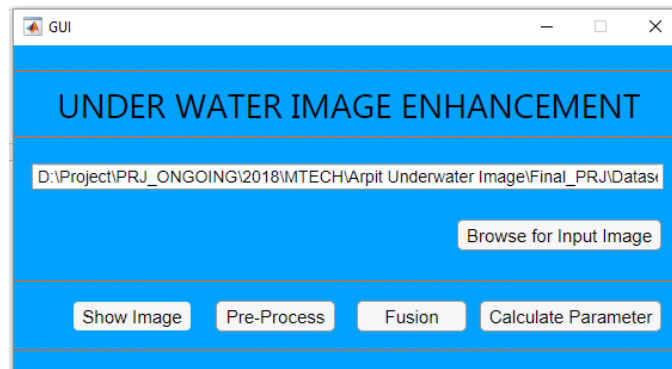 GUI
UNDER WATER IMAGE ENHANCEMENT
D:\Project\PRJ_ONGOING\2018\MTECH\Arpit Underwater Image\Final_PRJ\Datase
Browse for Input Image
Show Image Pre-Process Fusion Calculate Parameter